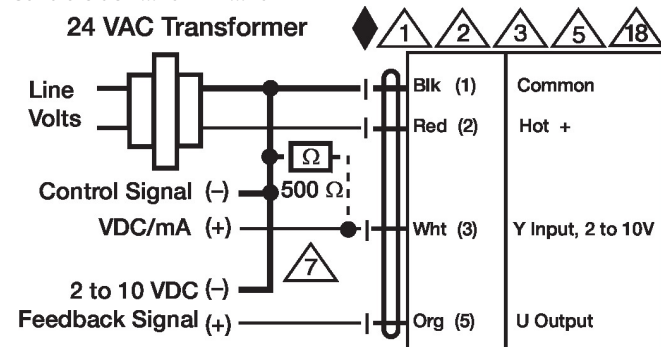 24 VAC Transformer
1 2 3 5 18
Line Volts
Blk (1) Common
Red (2) Hot +
Ω
500 Ω
Control Signal (–)
VDC/mA (+)
Wht (3) Y Input, 2 to 10V
7
2 to 10 VDC (–)
Feedback Signal (+)
Org (5) U Output